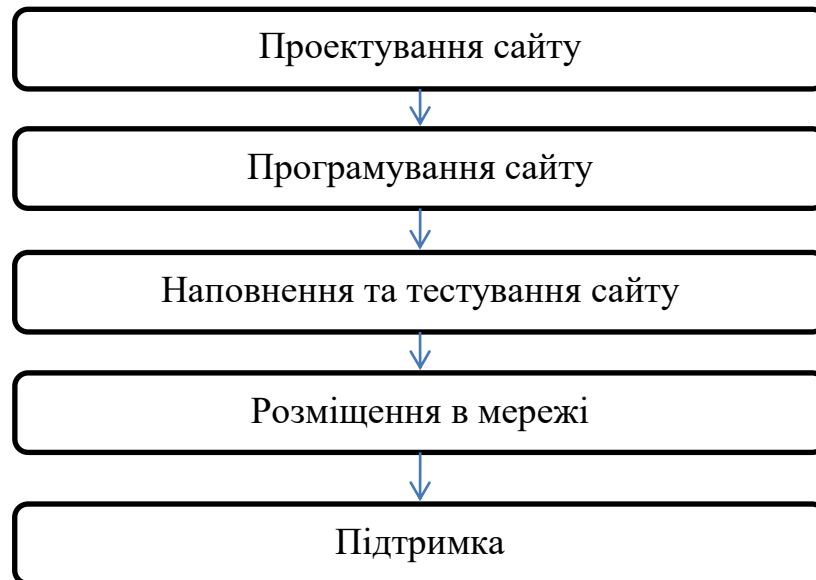 Проектування сайту
Програмування сайту
Наповнення та тестування сайту
Розміщення в мережі
Підтримка